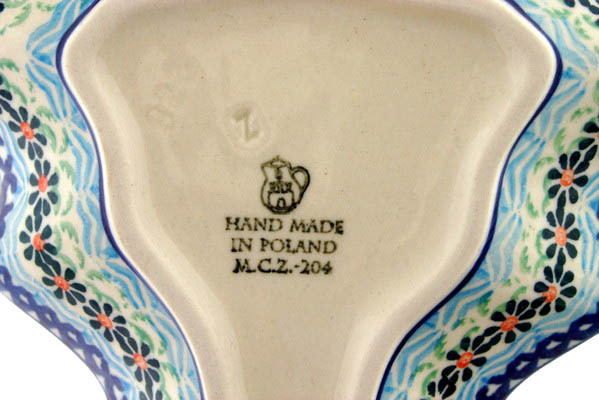 Z
HAND MADE
IN POLAND
M.C.Z.-204